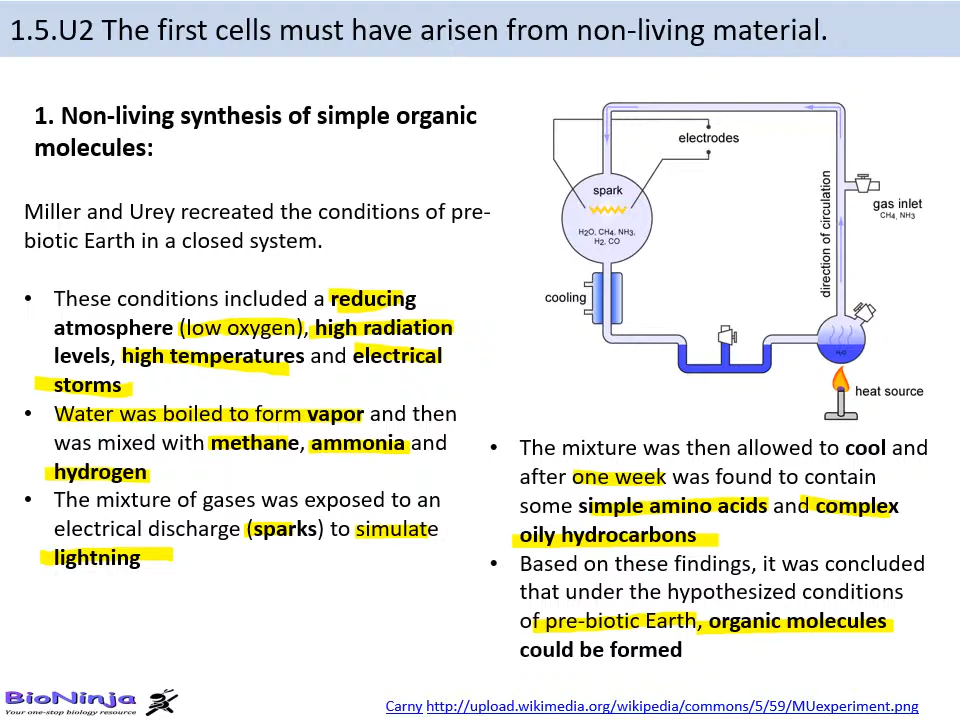 1.5.U2 The first cells must have arisen from non-living material.
1. Non-living synthesis of simple organic
molecules:
Miller and Urey recreated the conditions of pre-
biotic Earth in a closed system.
• These conditions included a reducing
atmosphere (low oxygen), high radiation
levels, high temperatures and electrical
storms
• Water was boiled to form vapor and then
was mixed with methane, ammonia and
hydrogen
• The mixture of gases was exposed to an
electrical discharge (sparks) to simulate
lightning
electrodes
spark
H₂O, CH₄, NH₃,
H₂, CO
cooling
direction of circulation
gas inlet
CH₄, NH₃
H₂O
heat source
• The mixture was then allowed to cool and
after one week was found to contain
some simple amino acids and complex
oily hydrocarbons
• Based on these findings, it was concluded
that under the hypothesized conditions
of pre-biotic Earth, organic molecules
could be formed
BioNinja
Your one-stop biology resource
Carny http://upload.wikimedia.org/wikipedia/commons/5/59/MUexperiment.png